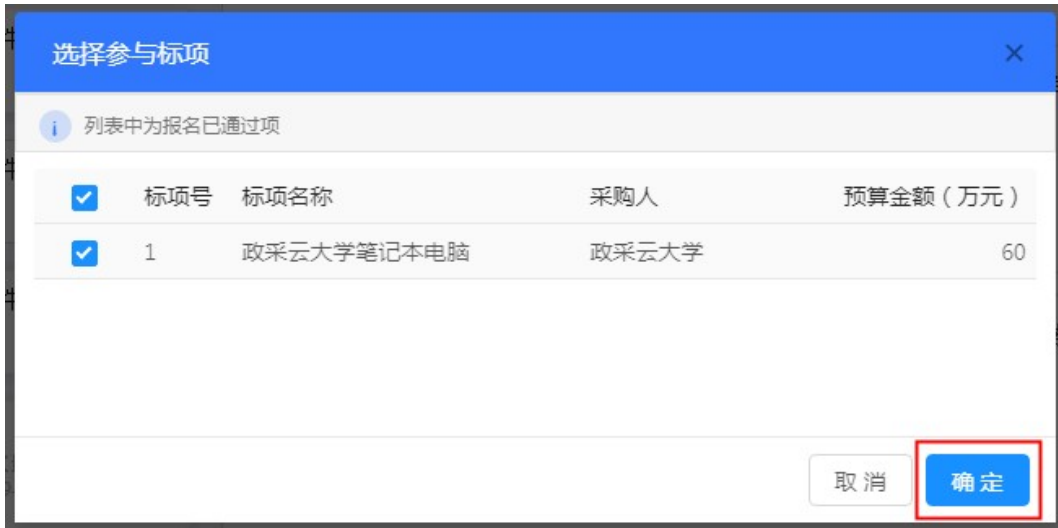 选择参与标项
列表中为报名已通过项
标项号 标项名称 采购人 预算金额（万元）
1 政采云大学笔记本电脑 政采云大学 60
取消 确定